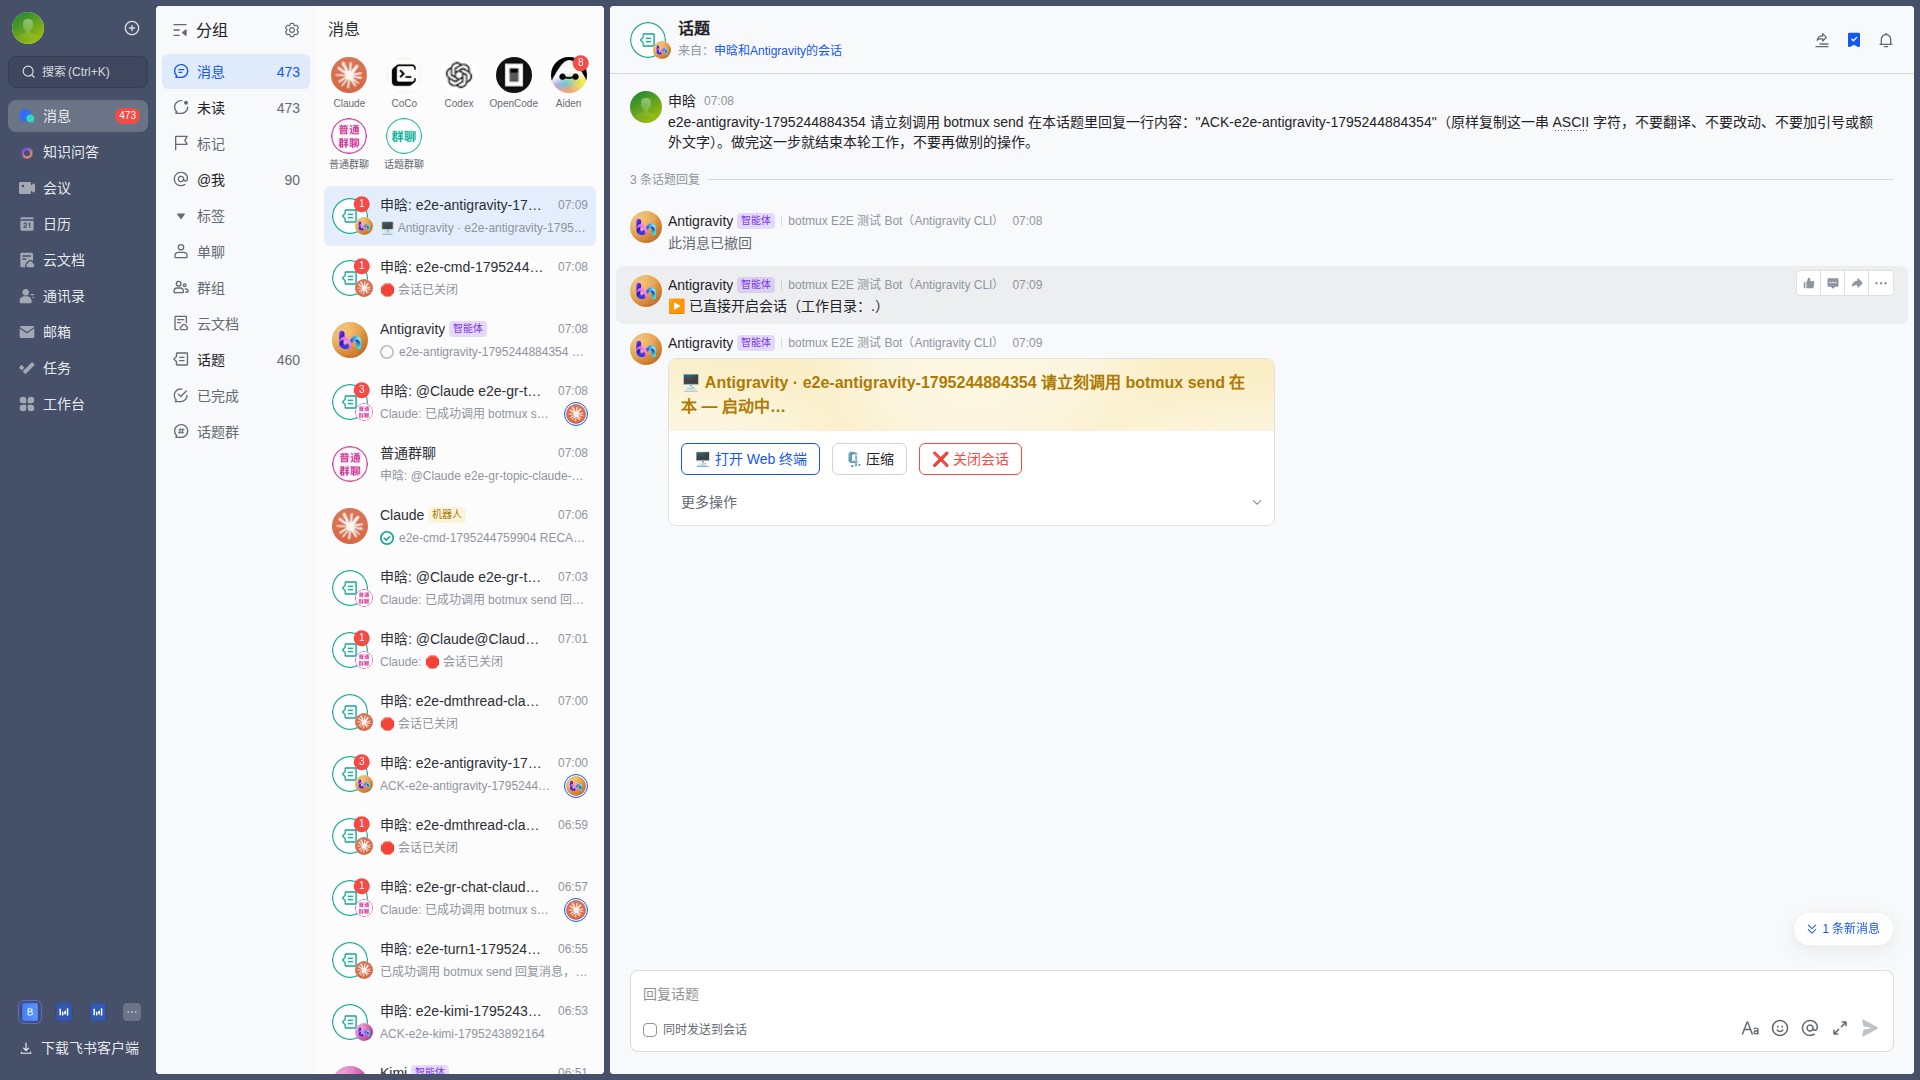 搜索 (Ctrl+K)
消息
473
知识问答
会议
日历
云文档
通讯录
邮箱
任务
工作台
下载飞书客户端
分组
消息 473
未读 473
标记
@我 90
标签
单聊
群组
云文档
话题 460
已完成
话题群
消息
8
Claude CoCo Codex OpenCode Aiden
普通群聊 群聊
普通群聊 话题群聊
1 申晗: e2e-antigravity-17… 07:09
Antigravity · e2e-antigravity-1795…
1 申晗: e2e-cmd-1795244… 07:08
会话已关闭
Antigravity 智能体 07:08
e2e-antigravity-1795244884354 …
3 申晗: @Claude e2e-gr-t… 07:08
Claude: 已成功调用 botmux s…
普通群聊 07:08
申晗: @Claude e2e-gr-topic-claude-…
Claude 机器人 07:06
e2e-cmd-1795244759904 RECA…
申晗: @Claude e2e-gr-t… 07:03
Claude: 已成功调用 botmux send 回…
1 申晗: @Claude@Claud… 07:01
Claude: 会话已关闭
申晗: e2e-dmthread-cla… 07:00
会话已关闭
3 申晗: e2e-antigravity-17… 07:00
ACK-e2e-antigravity-1795244…
1 申晗: e2e-dmthread-cla… 06:59
会话已关闭
1 申晗: e2e-gr-chat-claud… 06:57
Claude: 已成功调用 botmux s…
申晗: e2e-turn1-179524… 06:55
已成功调用 botmux send 回复消息，…
申晗: e2e-kimi-1795243… 06:53
ACK-e2e-kimi-1795243892164
Kimi 智能体 06:51
话题
来自：申晗和Antigravity的会话
申晗 07:08
e2e-antigravity-1795244884354 请立刻调用 botmux send 在本话题里回复一行内容："ACK-e2e-antigravity-1795244884354"（原样复制这一串 ASCII 字符，不要翻译、不要改动、不要加引号或额
外文字）。做完这一步就结束本轮工作，不要再做别的操作。
3 条话题回复
Antigravity 智能体 botmux E2E 测试 Bot（Antigravity CLI） 07:08
此消息已撤回
Antigravity 智能体 botmux E2E 测试 Bot（Antigravity CLI） 07:09
已直接开启会话（工作目录：.）
Antigravity 智能体 botmux E2E 测试 Bot（Antigravity CLI） 07:09
Antigravity · e2e-antigravity-1795244884354 请立刻调用 botmux send 在
本 — 启动中…
打开 Web 终端 压缩 关闭会话
更多操作
1 条新消息
回复话题
同时发送到会话